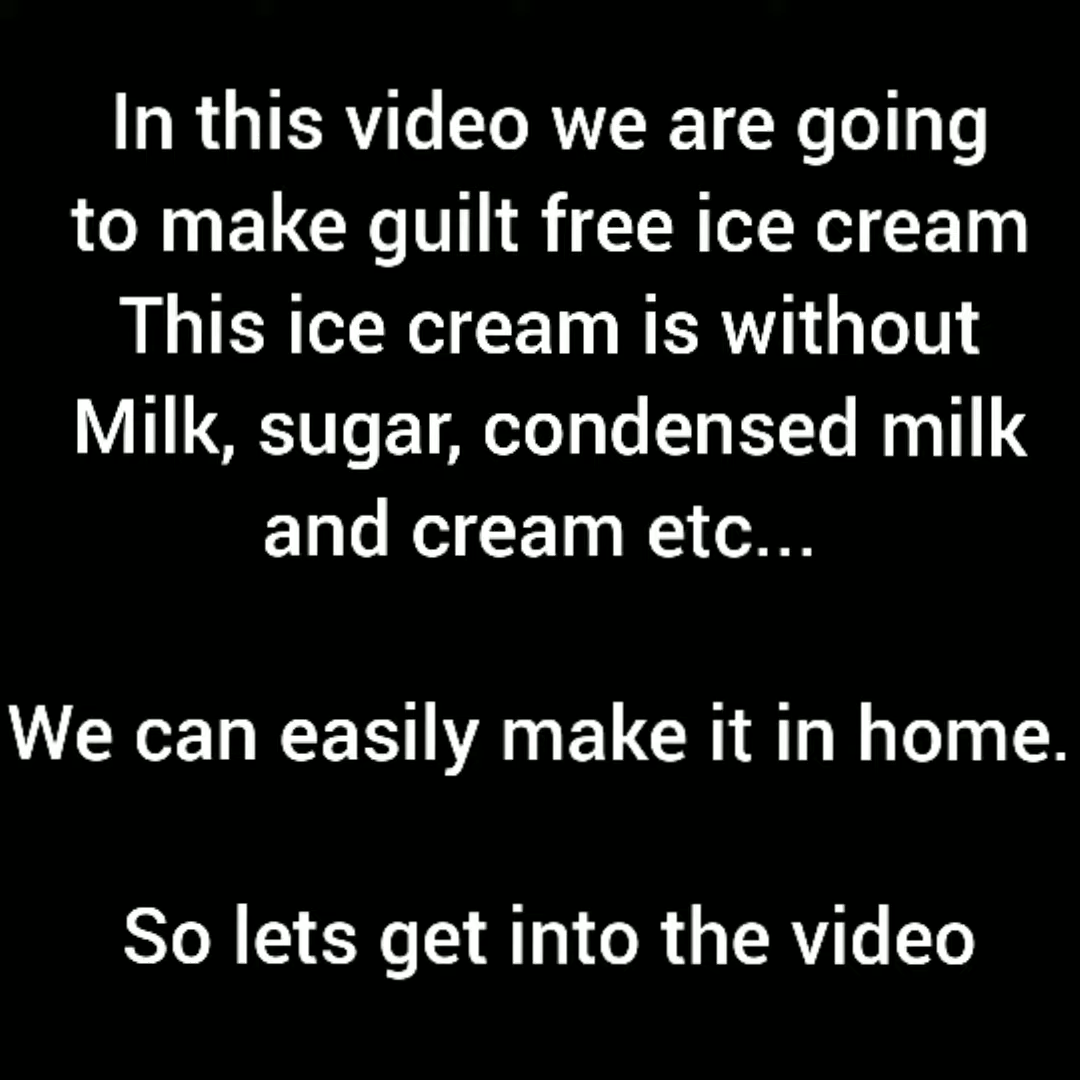 In this video we are going
to make guilt free ice cream
This ice cream is without
Milk, sugar, condensed milk
and cream etc...
We can easily make it in home.
So lets get into the video